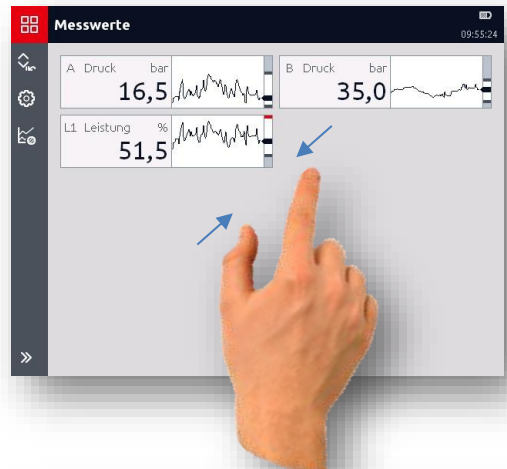 Messwerte
09:55:24
A Druck bar
16,5
B Druck bar
35,0
L1 Leistung %
51,5